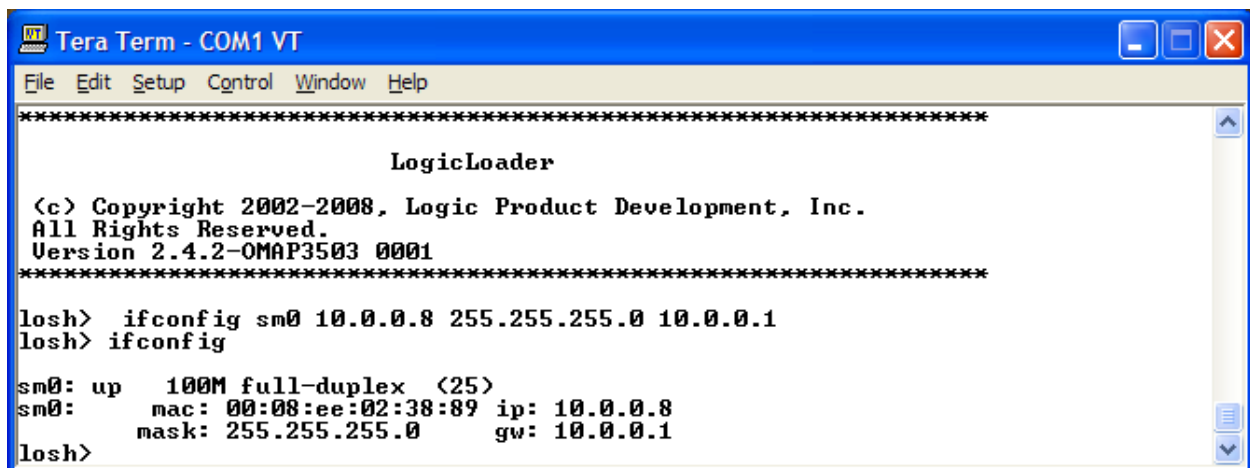 Tera Term - COM1 VT
File Edit Setup Control Window Help
******************************************************************
LogicLoader
(c) Copyright 2002-2008, Logic Product Development, Inc.
All Rights Reserved.
Version 2.4.2-OMAP3503 0001
******************************************************************
losh>  ifconfig sm0 10.0.0.8 255.255.255.0 10.0.0.1
losh> ifconfig
sm0: up   100M full-duplex  (25)
sm0:     mac: 00:08:ee:02:38:89 ip: 10.0.0.8
mask: 255.255.255.0     gw: 10.0.0.1
losh>